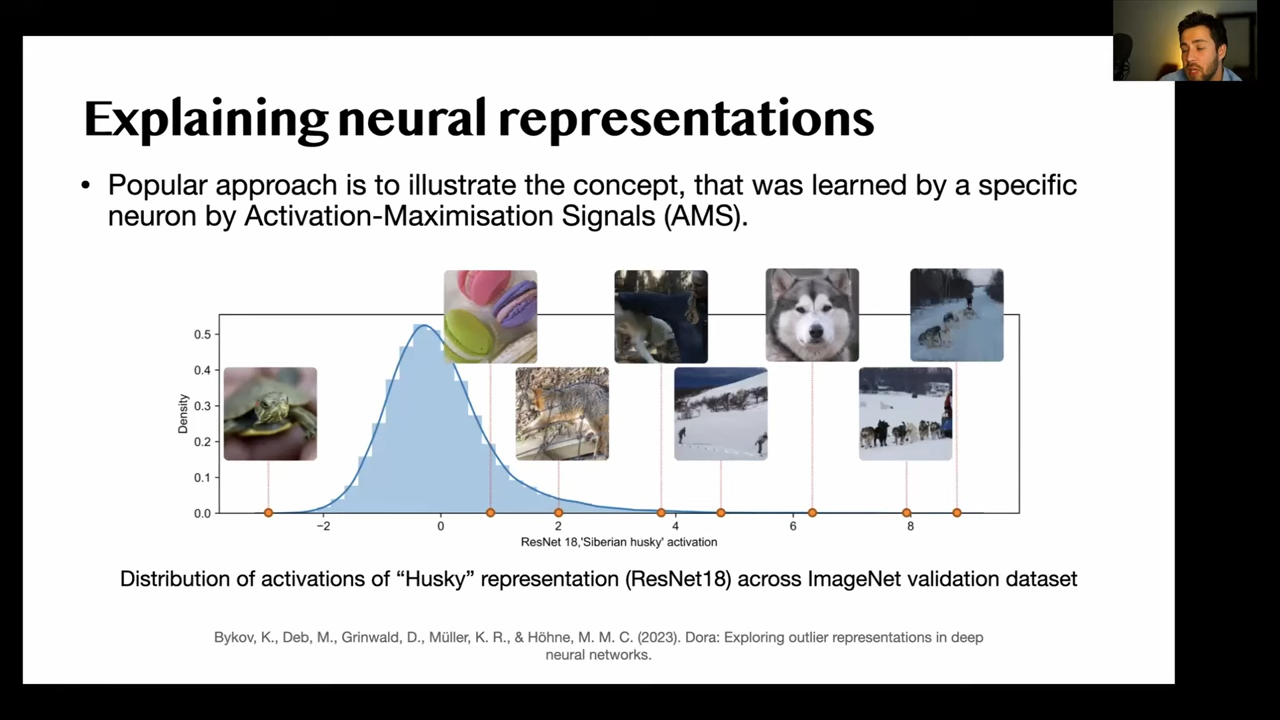 Explaining neural representations
• Popular approach is to illustrate the concept, that was learned by a specific
neuron by Activation-Maximisation Signals (AMS).
0.5
0.4
0.3
0.2
0.1
0.0
Density
−2 0 2 4 6 8
ResNet 18,'Siberian husky' activation
Distribution of activations of “Husky” representation (ResNet18) across ImageNet validation dataset
Bykov, K., Deb, M., Grinwald, D., Müller, K. R., & Höhne, M. M. C. (2023). Dora: Exploring outlier representations in deep
neural networks.